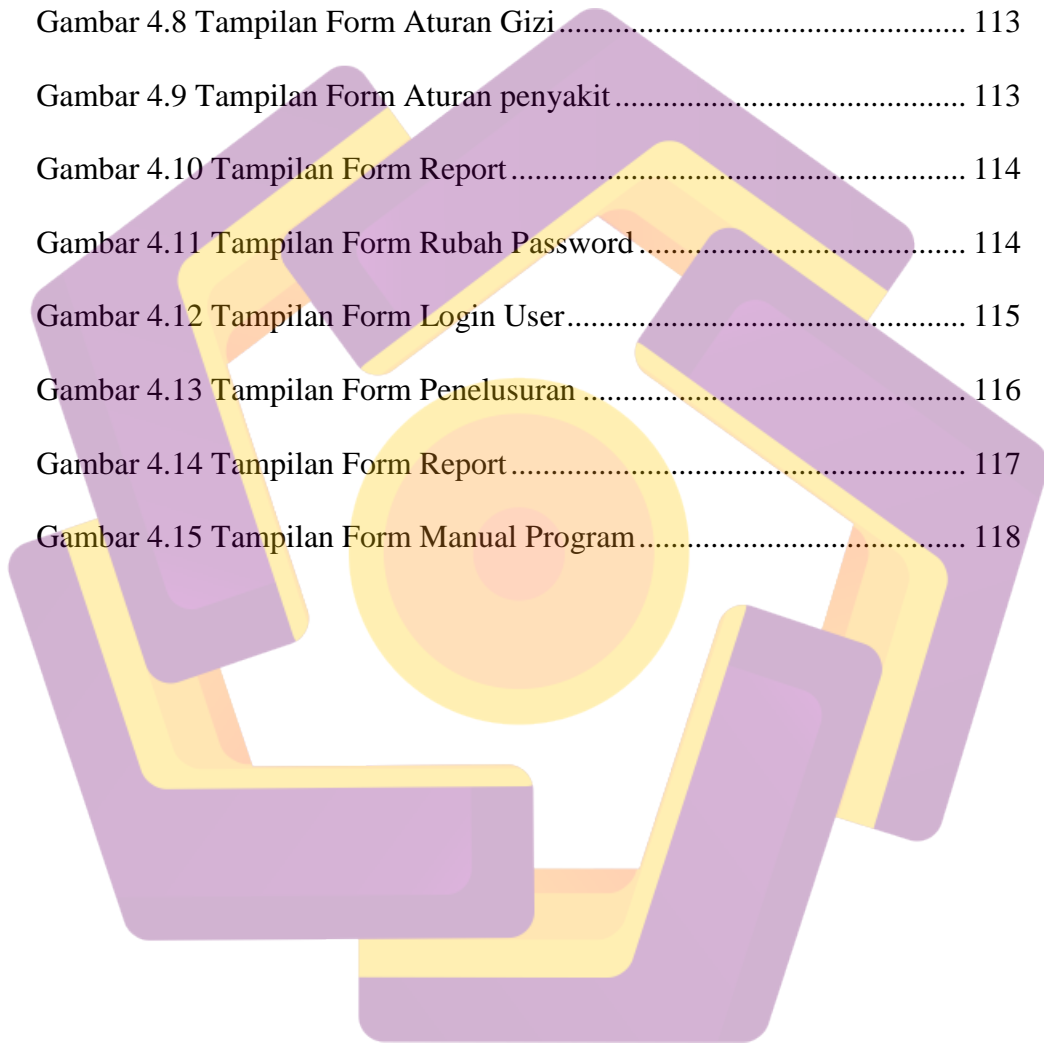 Gambar 4.8 Tampilan Form Aturan Gizi.................................................. 113
Gambar 4.9 Tampilan Form Aturan penyakit........................................... 113
Gambar 4.10 Tampilan Form Report........................................................ 114
Gambar 4.11 Tampilan Form Rubah Password........................................ 114
Gambar 4.12 Tampilan Form Login User................................................. 115
Gambar 4.13 Tampilan Form Penelusuran ............................................... 116
Gambar 4.14 Tampilan Form Report........................................................ 117
Gambar 4.15 Tampilan Form Manual Program........................................ 118